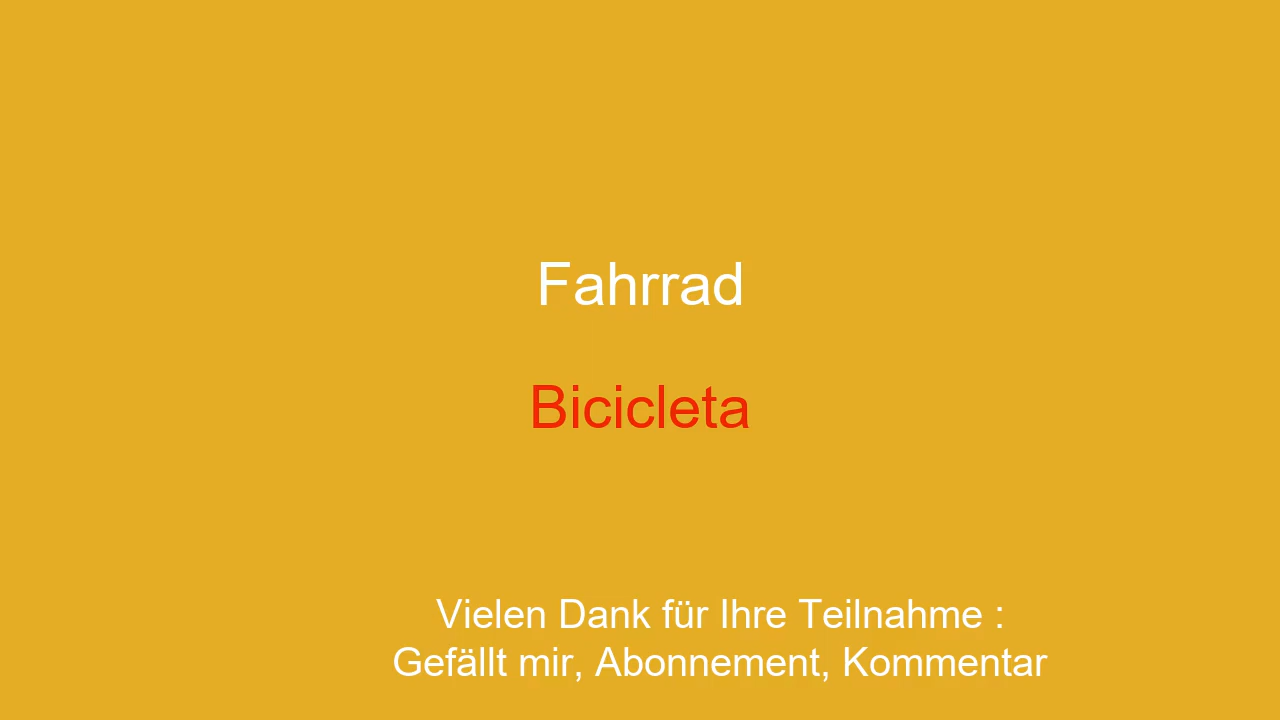 Fahrrad
Bicicleta
Vielen Dank für Ihre Teilnahme :
Gefällt mir, Abonnement, Kommentar